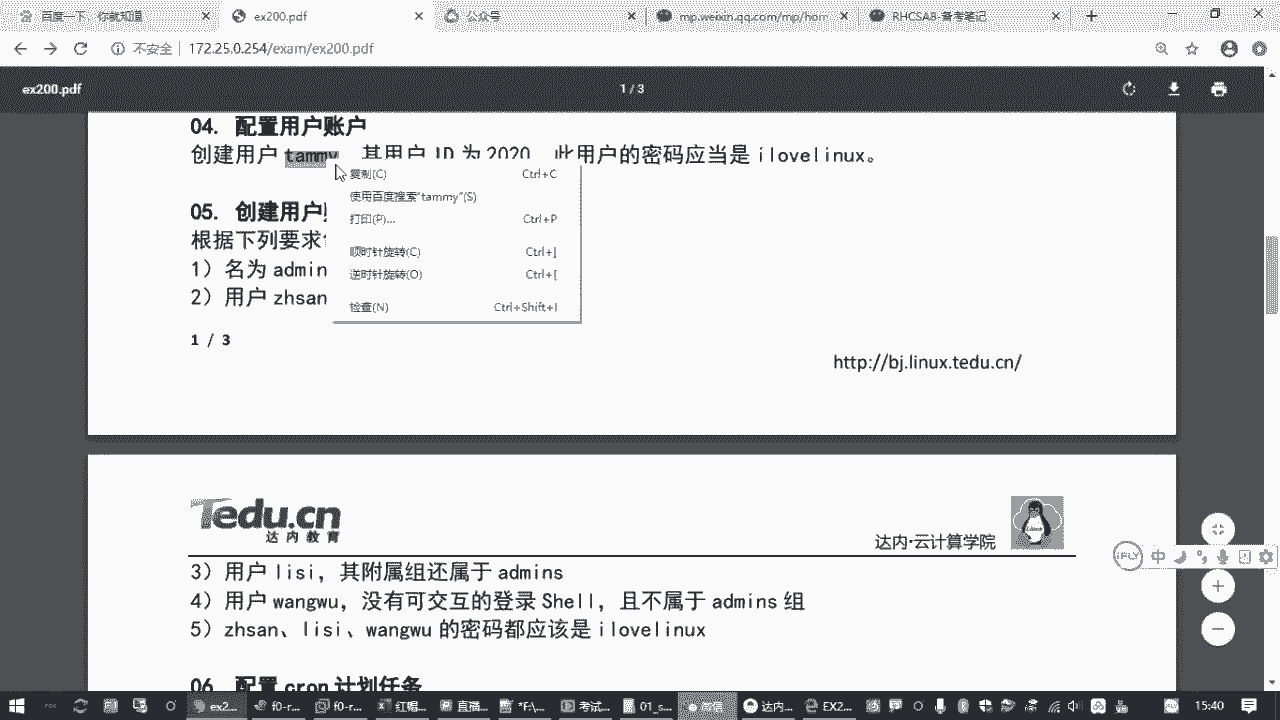 百度一下，你就知道
ex200.pdf
公众号
mp.weixin.qq.com/mp/hom
RHCSA8-备考笔记
不安全 | 172.25.0.254/exam/ex200.pdf
ex200.pdf
1 / 3
04. 配置用户账户
创建用户 tammy，其用户 ID 为 2020。此用户的密码应当是 ilovelinux。
复制(C) Ctrl+C
使用百度搜索“tammy”(S)
打印(P)... Ctrl+P
顺时针旋转(C) Ctrl+]
逆时针旋转(O) Ctrl+[
检查(N) Ctrl+Shift+I
05. 创建用户
根据下列要求
1）名为 admin
2）用户 zhsan
1 / 3
http://bj.linux.tedu.cn/
Tedu.cn
达内教育
达内·云计算学院
iFLY 中
3）用户 lisi，其附属组还属于 admins
4）用户 wangwu，没有可交互的登录 Shell，且不属于 admins 组
5）zhsan、lisi、wangwu 的密码都应该是 ilovelinux
06. 配置 cron 计划任务
ex2... f0-r... f0-r... 红帽... 直播... *F:\... 考试... 01_s... 微信 达内... EX2... 15:40